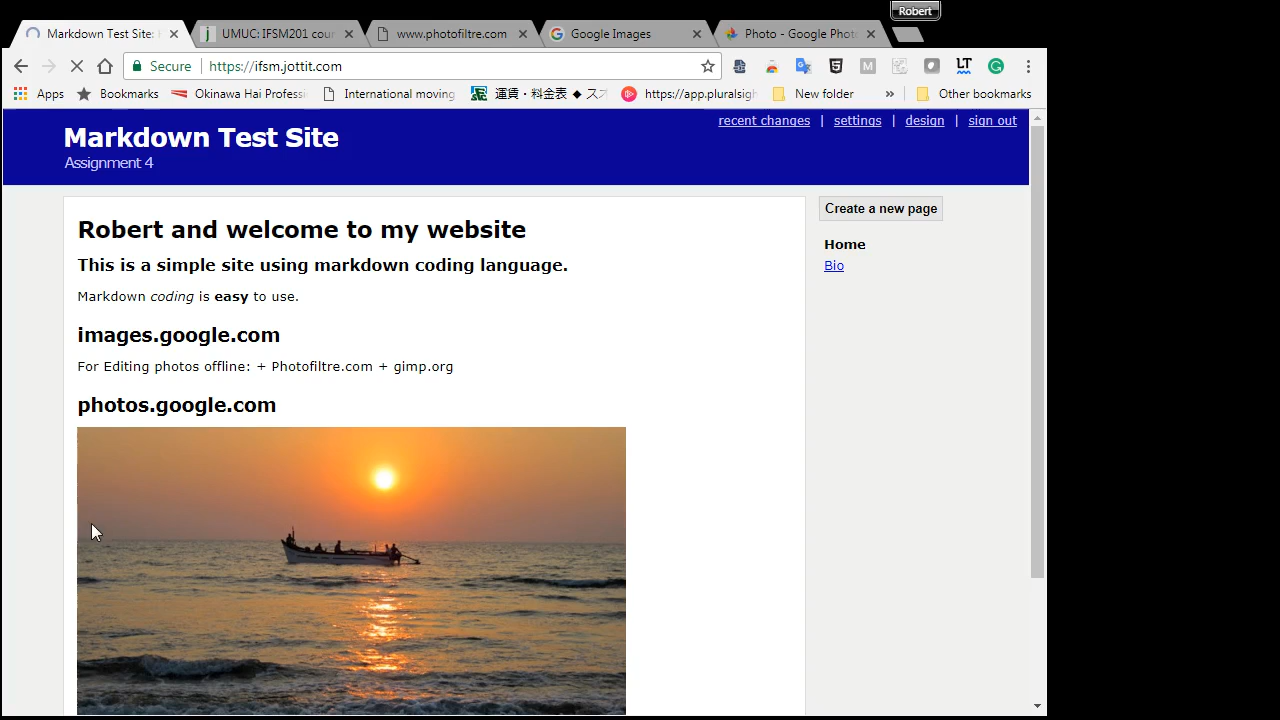 Robert
Markdown Test Site:
UMUC: IFSM201 cour
www.photofiltre.com
Google Images
Photo - Google Phot
Secure
https://ifsm.jottit.com
Apps
Bookmarks
Okinawa Hai Profess
International moving
運賃・料金表 ◆ ス
https://app.pluralsigh
New folder
»
Other bookmarks
Markdown Test Site
Assignment 4
recent changes | settings | design | sign out
Robert and welcome to my website
This is a simple site using markdown coding language.
Markdown coding is easy to use.
images.google.com
For Editing photos offline: + Photofiltre.com + gimp.org
photos.google.com
Create a new page
Home
Bio